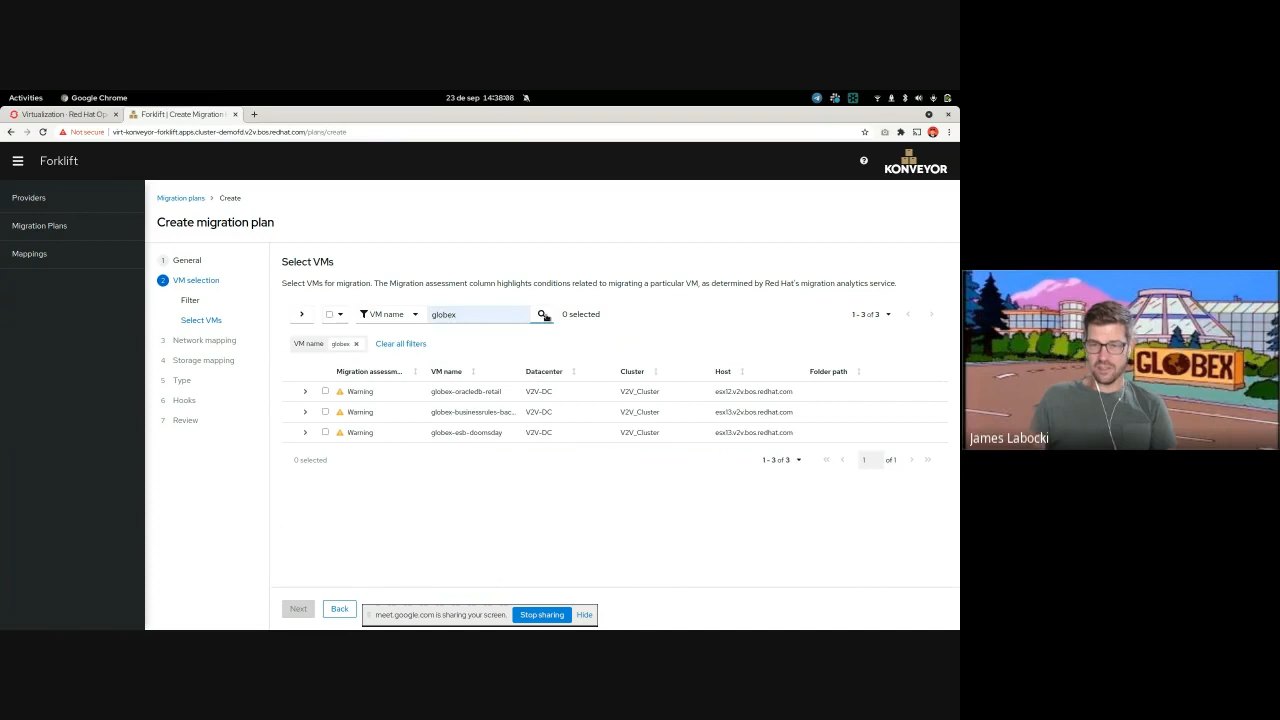 Activities Google Chrome 23 de sep 14:38:08
Virtualization · Red Hat Op Forklift | Create Migration
Not secure virt-konveyor-forklift.apps.cluster-demofd.v2v.bos.redhat.com/plans/create
Forklift KONVEYOR
Providers
Migration Plans
Mappings
Migration plans > Create
Create migration plan
1 General
2 VM selection
Filter
Select VMs
3 Network mapping
4 Storage mapping
5 Type
6 Hooks
7 Review
Select VMs
Select VMs for migration. The Migration assessment column highlights conditions related to migrating a particular VM, as determined by Red Hat's migration analytics service.
VM name globex 0 selected 1 - 3 of 3
VM name globex Clear all filters
Migration assessm... VM name Datacenter Cluster Host Folder path
Warning globex-oracledb-retail V2V-DC V2V_Cluster esx12.v2v.bos.redhat.com
Warning globex-businessrules-bac... V2V-DC V2V_Cluster esx13.v2v.bos.redhat.com
Warning globex-esb-doomsday V2V-DC V2V_Cluster esx13.v2v.bos.redhat.com
0 selected 1 - 3 of 3 1 of 1
Next Back
meet.google.com is sharing your screen. Stop sharing Hide
GLOBEX
James Labocki